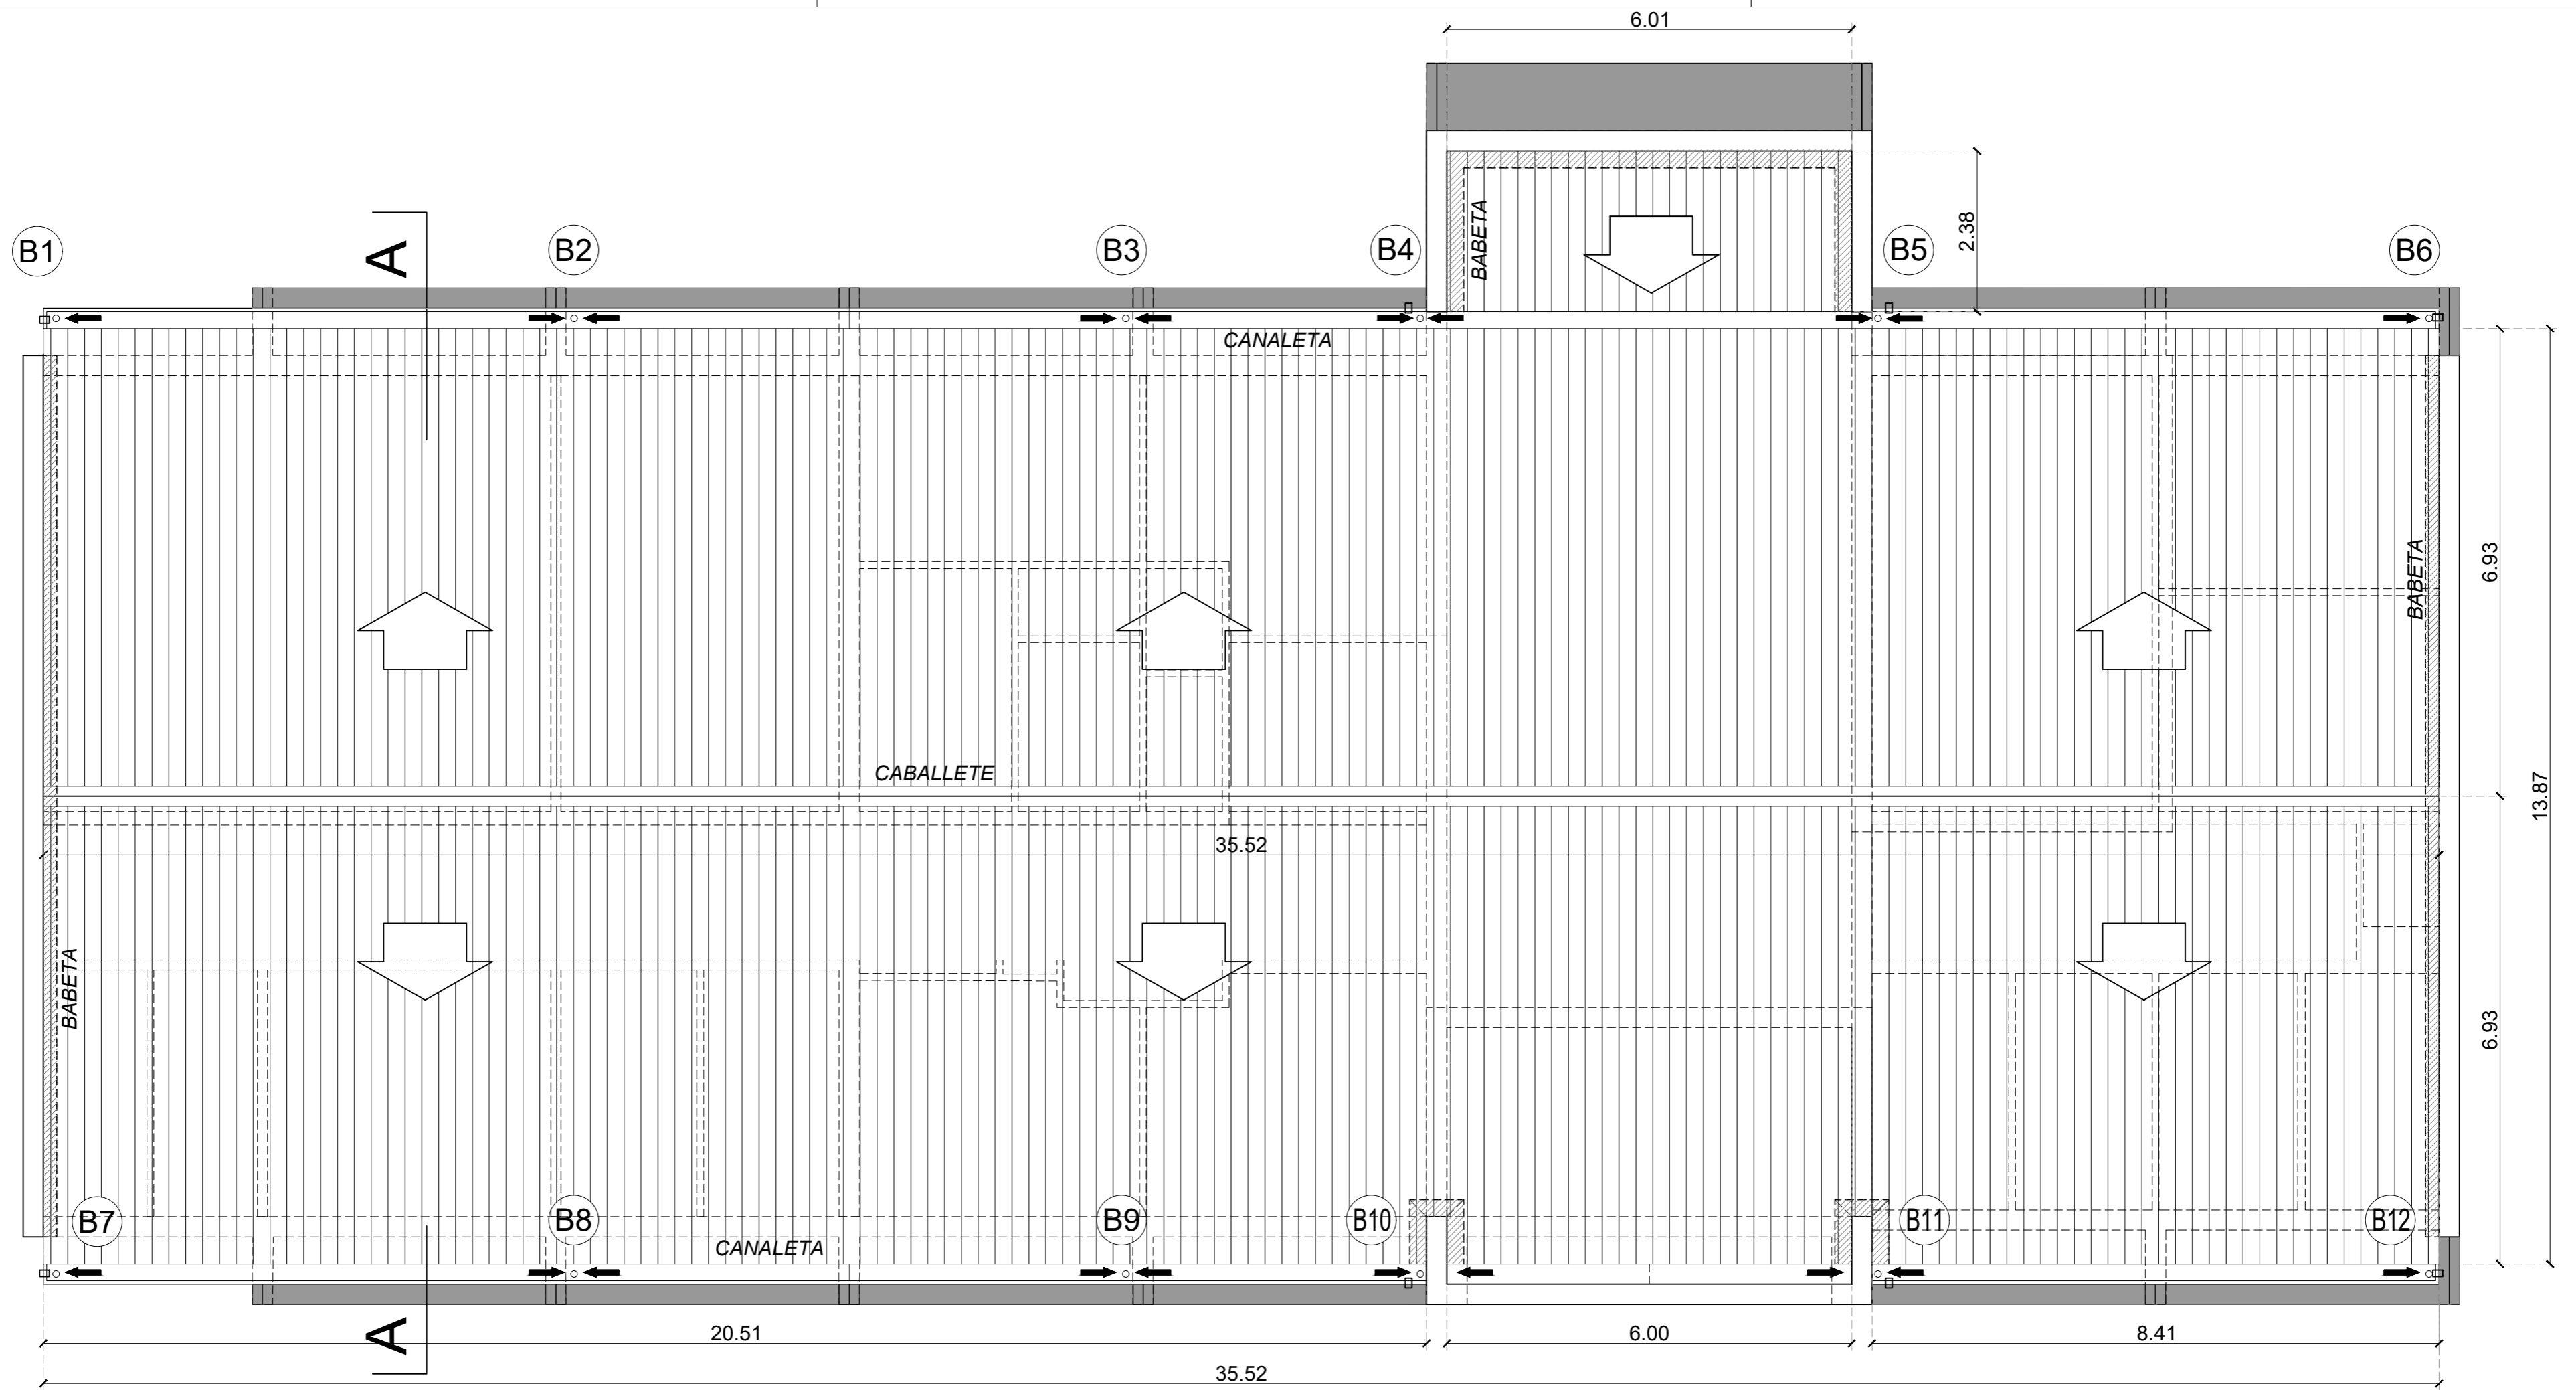 6.01
BABETA
2.38
A
B1
B2
B3
B4
B5
B6
CANALETA
6.93
BABETA
CABALLETE
13.87
35.52
BABETA
6.93
B7
B8
B9
B10
B11
B12
CANALETA
A
20.51
6.00
8.41
35.52